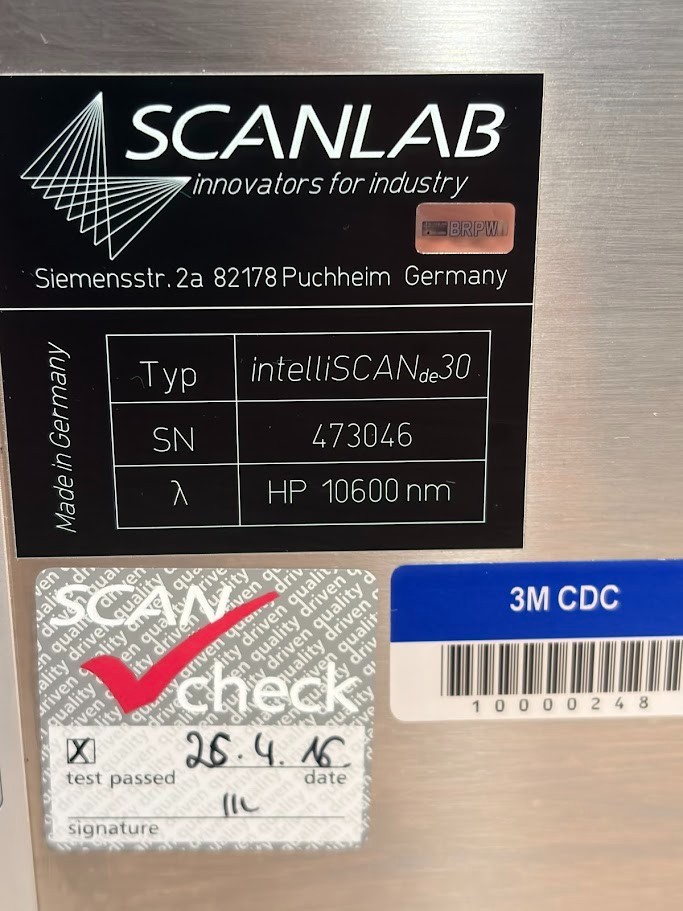 SCANLAB
innovators for industry
BRPW
Siemensstr. 2a 82178 Puchheim Germany
Made in Germany
Typ intelliSCANde30
SN 473046
λ HP 10600 nm
SCAN
check
X 26.4.16
test passed date
signature
3M CDC
10000248